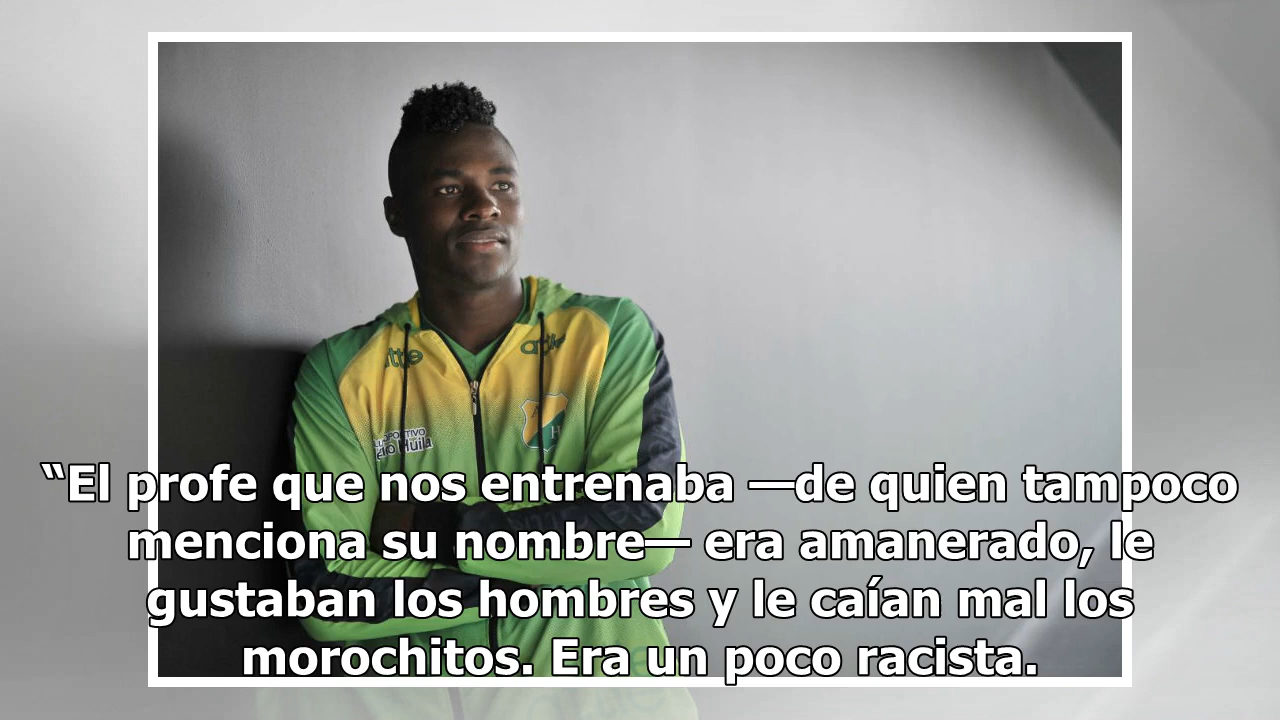 atte
“El profe que nos entrenaba —de quien tampoco
menciona su nombre— era amanerado, le
gustaban los hombres y le caían mal los
morochitos. Era un poco racista.